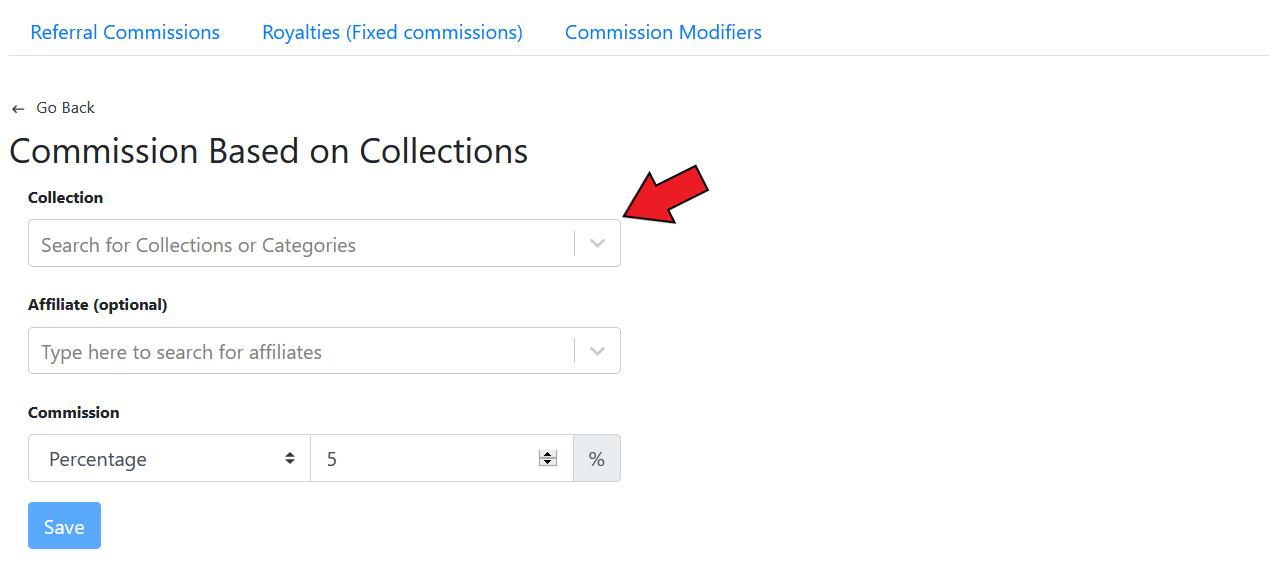 Referral Commissions Royalties (Fixed commissions) Commission Modifiers
← Go Back
Commission Based on Collections
Collection
Search for Collections or Categories
Affiliate (optional)
Type here to search for affiliates
Commission
Percentage 5 %
Save